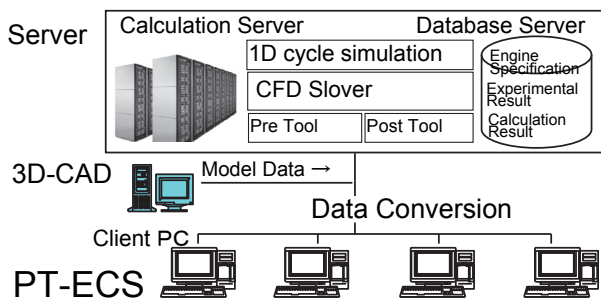 Server
Calculation Server
Database Server
1D cycle simulation
CFD Slover
Pre Tool
Post Tool
Engine
Specification
Experimental
Result
Calculation
Result
3D-CAD
Model Data →
Data Conversion
Client PC
PT-ECS